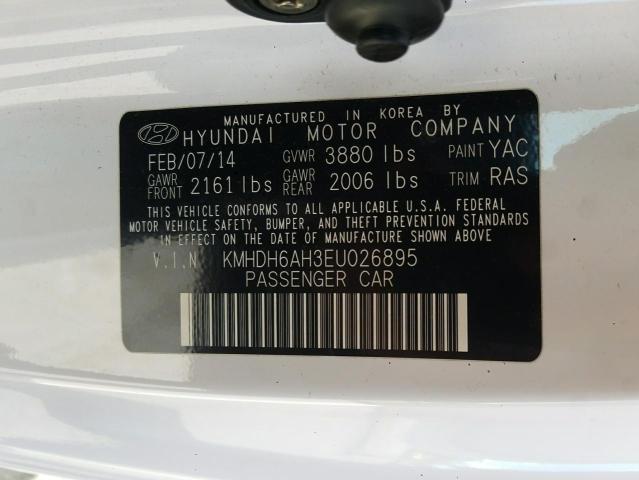 MANUFACTURED IN KOREA BY
HYUNDAI MOTOR COMPANY
FEB/07/14 GVWR 3880 lbs PAINT YAC
GAWR FRONT 2161 lbs GAWR REAR 2006 lbs TRIM RAS
THIS VEHICLE CONFORMS TO ALL APPLICABLE U.S.A. FEDERAL
MOTOR VEHICLE SAFETY, BUMPER, AND THEFT PREVENTION STANDARDS
IN EFFECT ON THE DATE OF MANUFACTURE SHOWN ABOVE.
V.I.N KMHDH6AH3EU026895
PASSENGER CAR